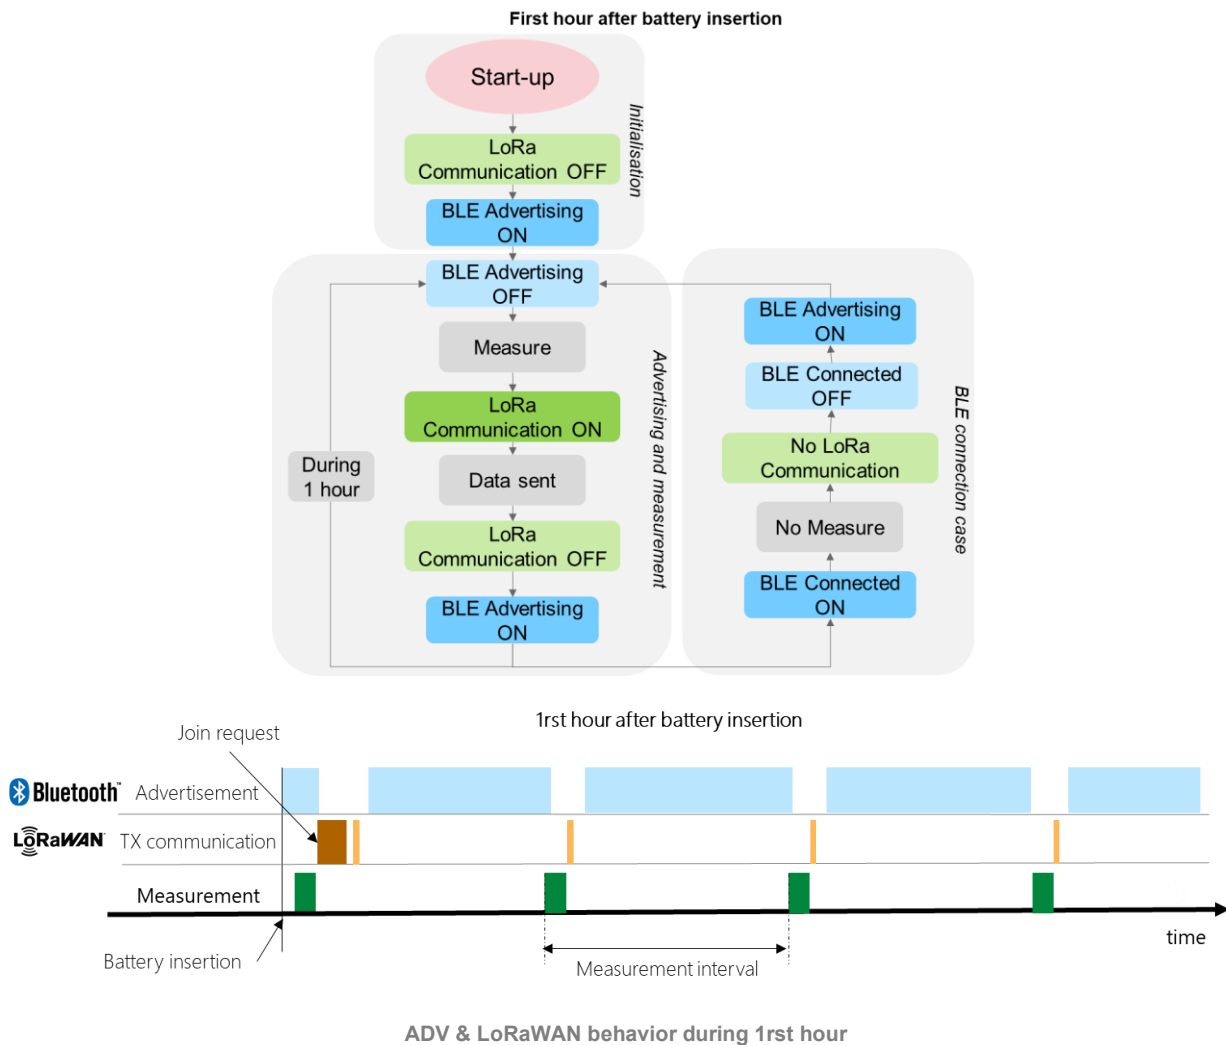 First hour after battery insertion
Start-up
Initialisation
LoRa
Communication OFF
BLE Advertising
ON
BLE Advertising
OFF
Measure
LoRa
Communication ON
During
1 hour
Data sent
LoRa
Communication OFF
BLE Advertising
ON
Advertising and measurement
BLE Advertising
ON
BLE Connected
OFF
No LoRa
Communication
No Measure
BLE Connected
ON
BLE connection case
1rst hour after battery insertion
Join request
Bluetooth™ Advertisement
LoRaWAN TX communication
Measurement
time
Battery insertion
Measurement interval
ADV & LoRaWAN behavior during 1rst hour